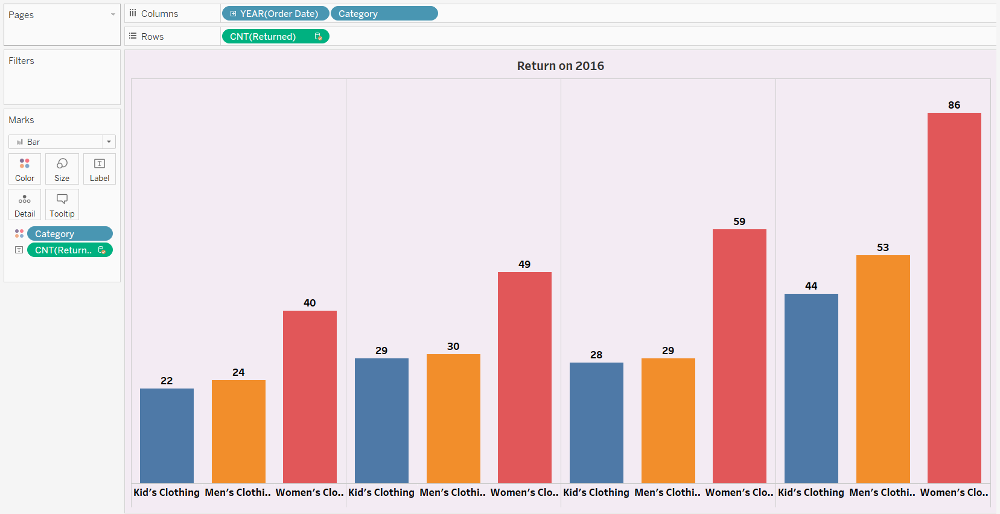 Pages
Columns
YEAR(Order Date)
Category
Rows
CNT(Returned)
Filters
Marks
Bar
Color
Size
T
Label
Detail
Tooltip
Category
T
CNT(Return..
Return on 2016
22
24
40
29
30
49
28
29
59
44
53
86
Kid’s Clothing Men’s Clothi.. Women’s Clo.. Kid’s Clothing Men’s Clothi.. Women’s Clo.. Kid’s Clothing Men’s Clothi.. Women’s Clo.. Kid’s Clothing Men’s Clothi.. Women’s Clo..